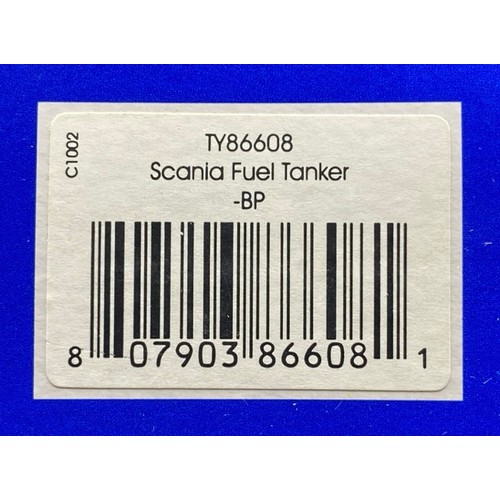 C1002
TY86608
Scania Fuel Tanker
-BP
8 07903 86608 1